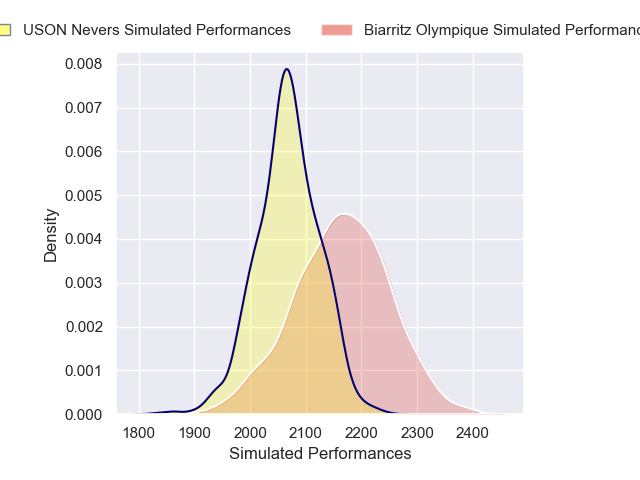 USON Nevers Simulated Performances Biarritz Olympique Simulated Performanc
0.008
0.007
0.006
0.005
0.004
0.003
0.002
0.001
0.000
Density
1800 1900 2000 2100 2200 2300 2400
Simulated Performances